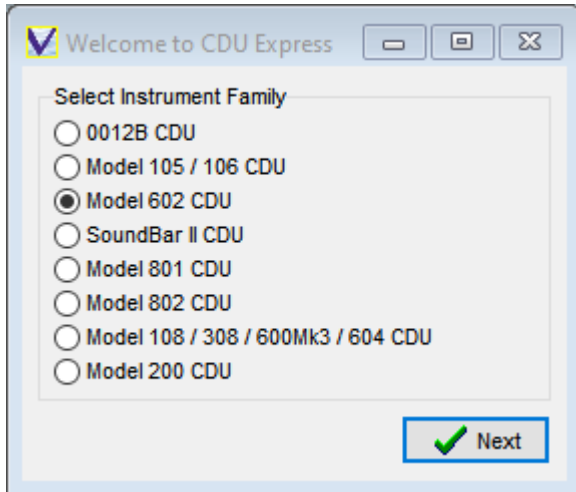 Welcome to CDU Express
Select Instrument Family
0012B CDU
Model 105 / 106 CDU
Model 602 CDU
SoundBar II CDU
Model 801 CDU
Model 802 CDU
Model 108 / 308 / 600Mk3 / 604 CDU
Model 200 CDU
Next